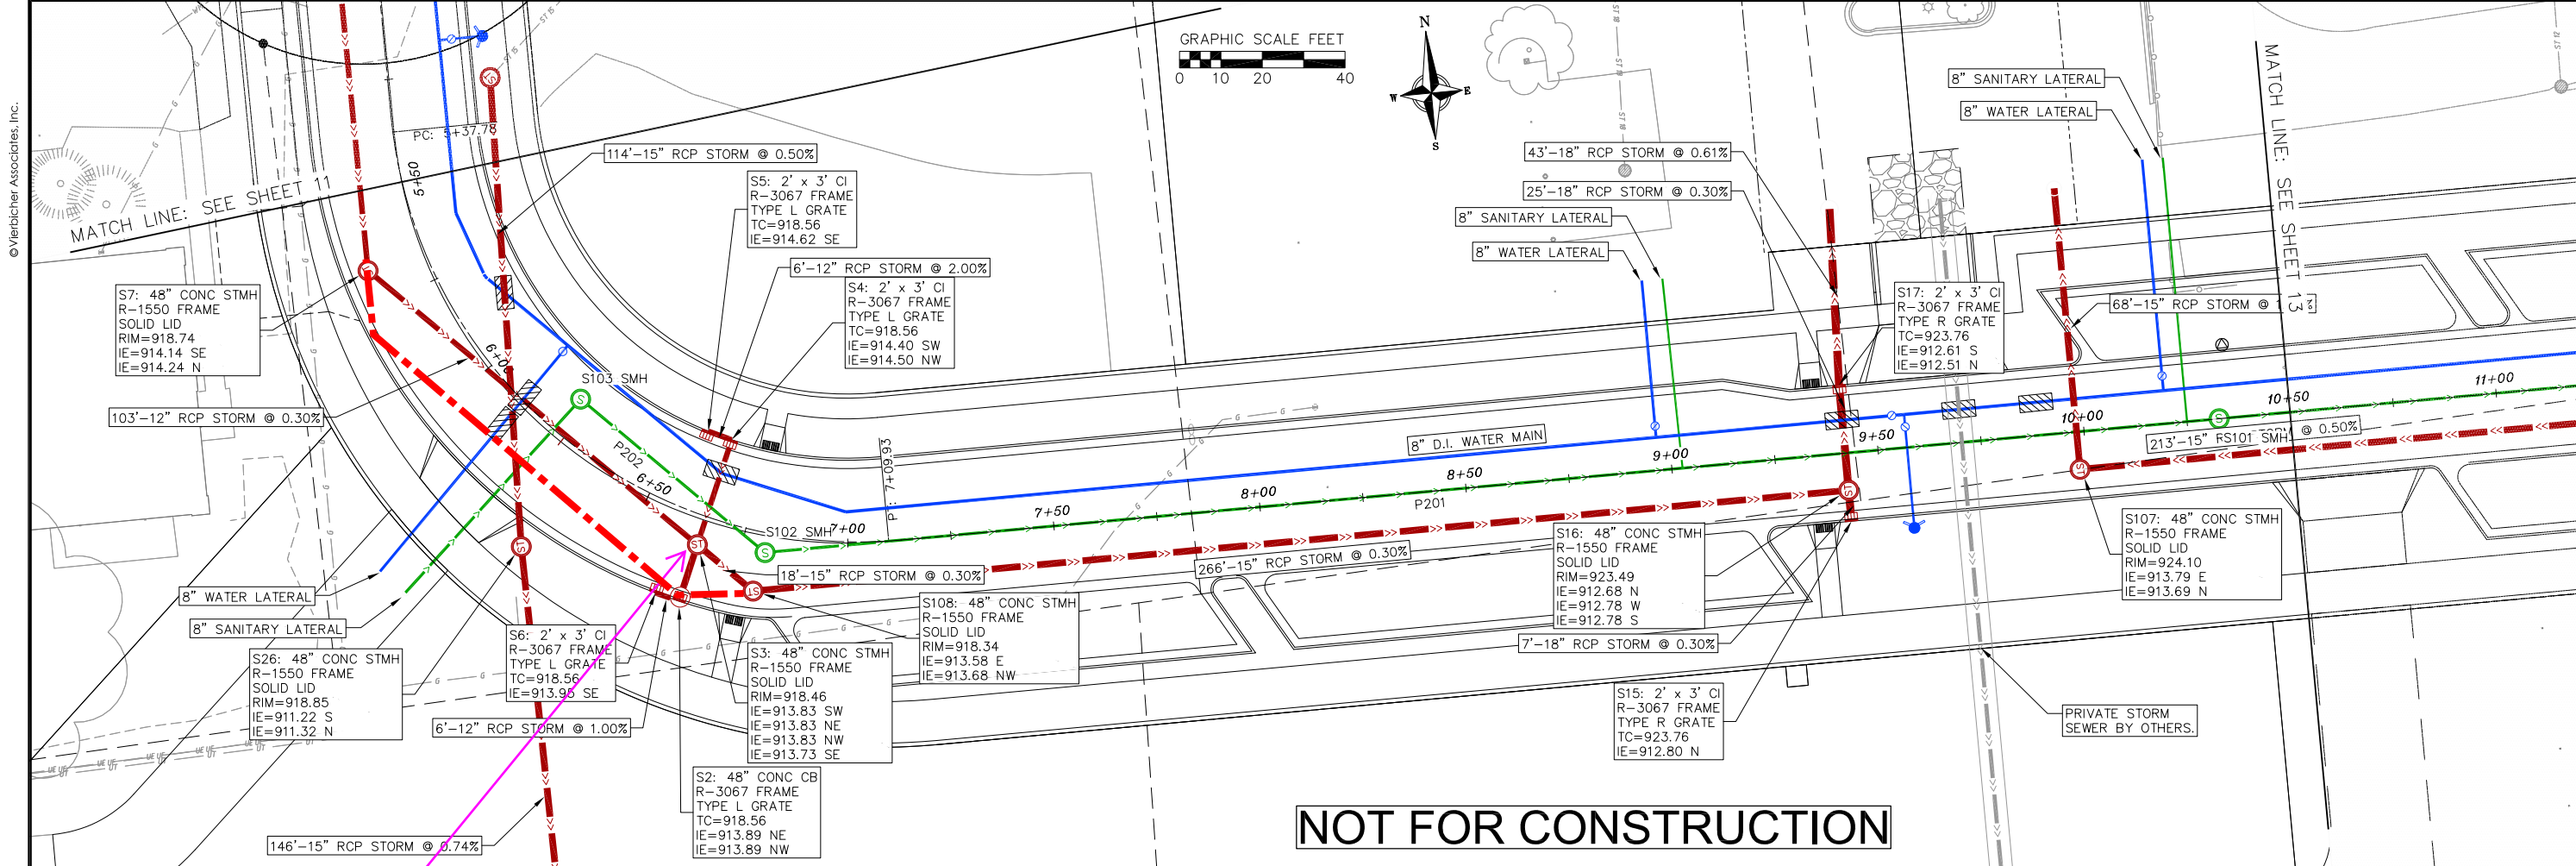 ©Vierbicher Associates, Inc.
MATCH LINE: SEE SHEET 11
PC: 5+37.78
5+50
114'-15" RCP STORM @ 0.50%
GRAPHIC SCALE FEET
0 10 20 40
N
W E
S
8" SANITARY LATERAL
8" WATER LATERAL
MATCH LINE: SEE SHEET 13
S5: 2' x 3' CI
R-3067 FRAME
TYPE L GRATE
TC=918.56
IE=914.62 SE
6'-12" RCP STORM @ 2.00%
S4: 2' x 3' CI
R-3067 FRAME
TYPE L GRATE
TC=918.56
IE=914.40 SW
IE=914.50 NW
43'-18" RCP STORM @ 0.61%
25'-18" RCP STORM @ 0.30%
8" SANITARY LATERAL
8" WATER LATERAL
S7: 48" CONC STMH
R-1550 FRAME
SOLID LID
RIM=918.74
IE=914.14 SE
IE=914.24 N
103'-12" RCP STORM @ 0.30%
S17: 2' x 3' CI
R-3067 FRAME
TYPE R GRATE
TC=923.76
IE=912.61 S
IE=912.51 N
68'-15" RCP STORM @
S103 SMH
P202
6+50
S102 SMH
7+00
7+50
8+00
8+50
9+00
9+50
10+00
10+50
11+00
8" D.I. WATER MAIN
P201
213'-15"
S101 SMH
@ 0.50%
18'-15" RCP STORM @ 0.30%
266'-15" RCP STORM @ 0.30%
8" WATER LATERAL
8" SANITARY LATERAL
S26: 48" CONC STMH
R-1550 FRAME
SOLID LID
RIM=918.85
IE=911.22 S
IE=911.32 N
S6: 2' x 3' CI
R-3067 FRAME
TYPE L GRATE
TC=918.56
IE=913.95 SE
6'-12" RCP STORM @ 1.00%
S3: 48" CONC STMH
R-1550 FRAME
SOLID LID
RIM=918.46
IE=913.83 SW
IE=913.83 NE
IE=913.83 NW
IE=913.73 SE
S108: 48" CONC STMH
R-1550 FRAME
SOLID LID
RIM=918.34
IE=913.58 E
IE=913.68 NW
S2: 48" CONC CB
R-3067 FRAME
TYPE L GRATE
TC=918.56
IE=913.89 NE
IE=913.89 NW
146'-15" RCP STORM @ 0.74%
S16: 48" CONC STMH
R-1550 FRAME
SOLID LID
RIM=923.49
IE=912.68 N
IE=912.78 W
IE=912.78 S
7'-18" RCP STORM @ 0.30%
S15: 2' x 3' CI
R-3067 FRAME
TYPE R GRATE
TC=923.76
IE=912.80 N
S107: 48" CONC STMH
R-1550 FRAME
SOLID LID
RIM=924.10
IE=913.79 E
IE=913.69 N
PRIVATE STORM
SEWER BY OTHERS.
NOT FOR CONSTRUCTION